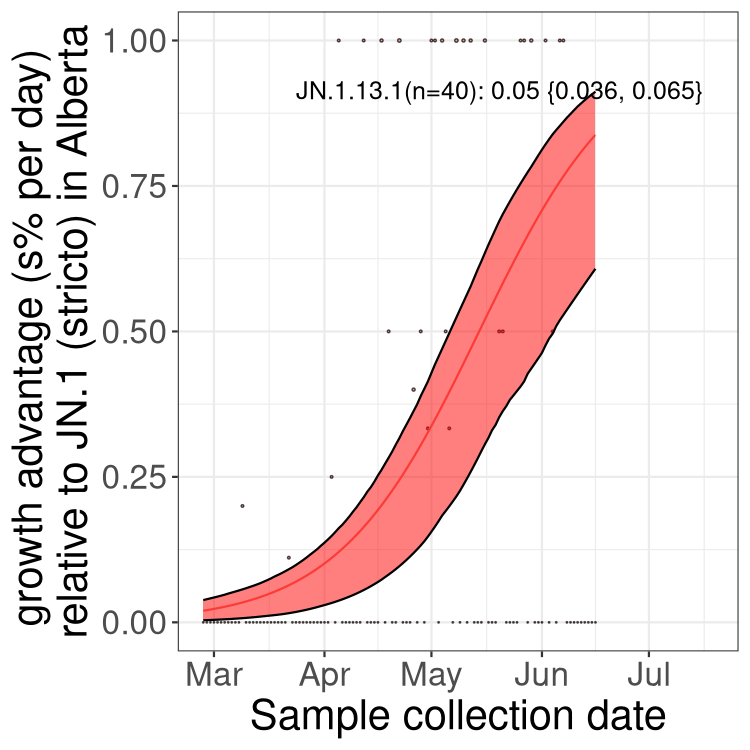 growth advantage (s% per day)
relative to JN.1 (stricto) in Alberta
1.00
0.75
0.50
0.25
0.00
JN.1.13.1(n=40): 0.05 {0.036, 0.065}
Mar Apr May Jun Jul
Sample collection date